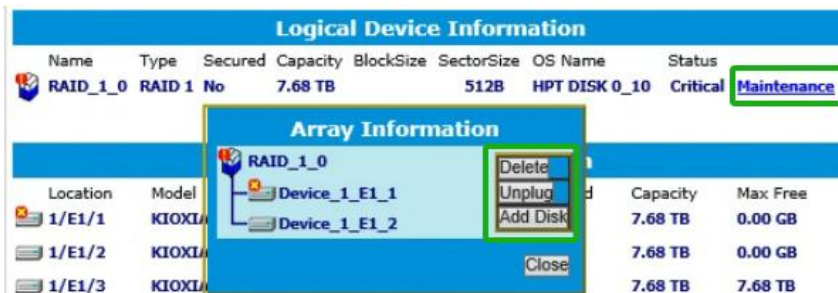 Logical Device Information
Name Type Secured Capacity BlockSize SectorSize OS Name Status
RAID_1_0 RAID 1 No 7.68 TB 512B HPT DISK 0_10 Critical Maintenance
Array Information
RAID_1_0
Delete
Device_1_E1_1
Unplug
Device_1_E1_2
Add Disk
Close
Location Model Capacity Max Free
1/E1/1 7.68 TB 0.00 GB
1/E1/2 7.68 TB 0.00 GB
1/E1/3 7.68 TB 7.68 TB